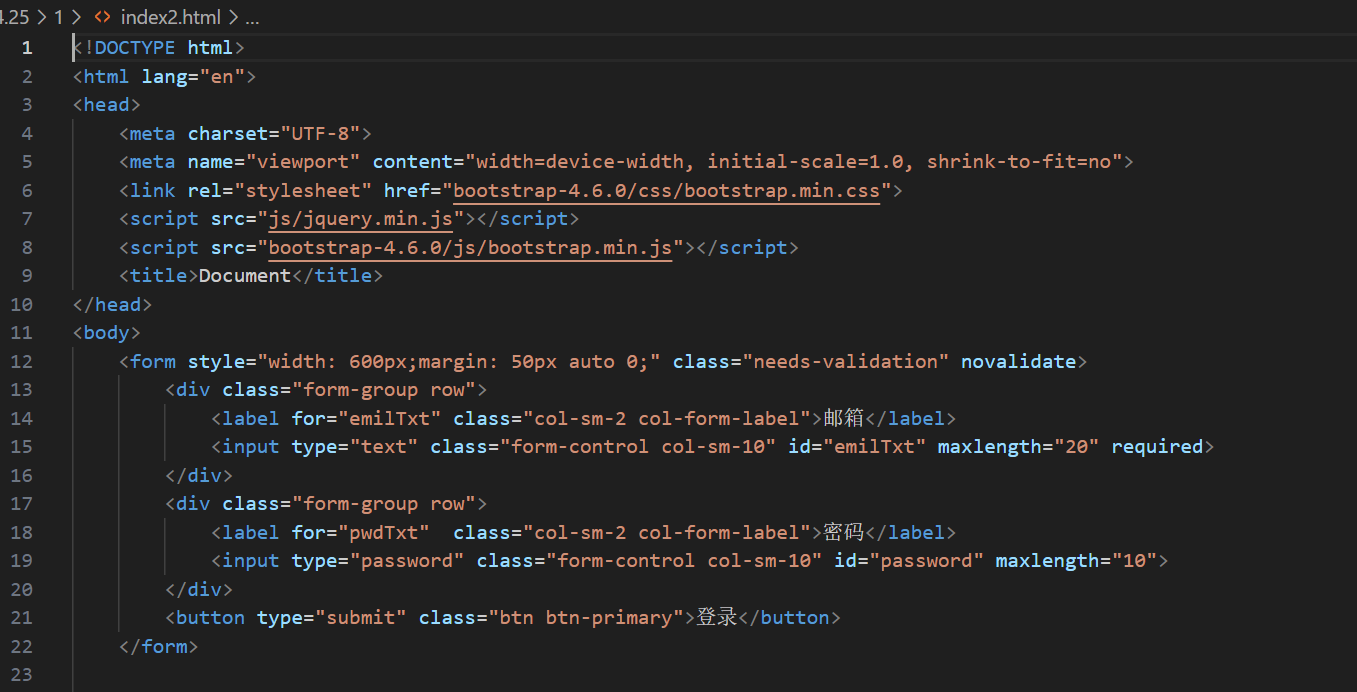 4.25 > 1 > <> index2.html > ...
1 <!DOCTYPE html>
2 <html lang="en">
3 <head>
4     <meta charset="UTF-8">
5     <meta name="viewport" content="width=device-width, initial-scale=1.0, shrink-to-fit=no">
6     <link rel="stylesheet" href="bootstrap-4.6.0/css/bootstrap.min.css">
7     <script src="js/jquery.min.js"></script>
8     <script src="bootstrap-4.6.0/js/bootstrap.min.js"></script>
9     <title>Document</title>
10 </head>
11 <body>
12     <form style="width: 600px;margin: 50px auto 0;" class="needs-validation" novalidate>
13         <div class="form-group row">
14             <label for="emilTxt" class="col-sm-2 col-form-label">邮箱</label>
15             <input type="text" class="form-control col-sm-10" id="emilTxt" maxlength="20" required>
16         </div>
17         <div class="form-group row">
18             <label for="pwdTxt"  class="col-sm-2 col-form-label">密码</label>
19             <input type="password" class="form-control col-sm-10" id="password" maxlength="10">
20         </div>
21         <button type="submit" class="btn btn-primary">登录</button>
22     </form>
23